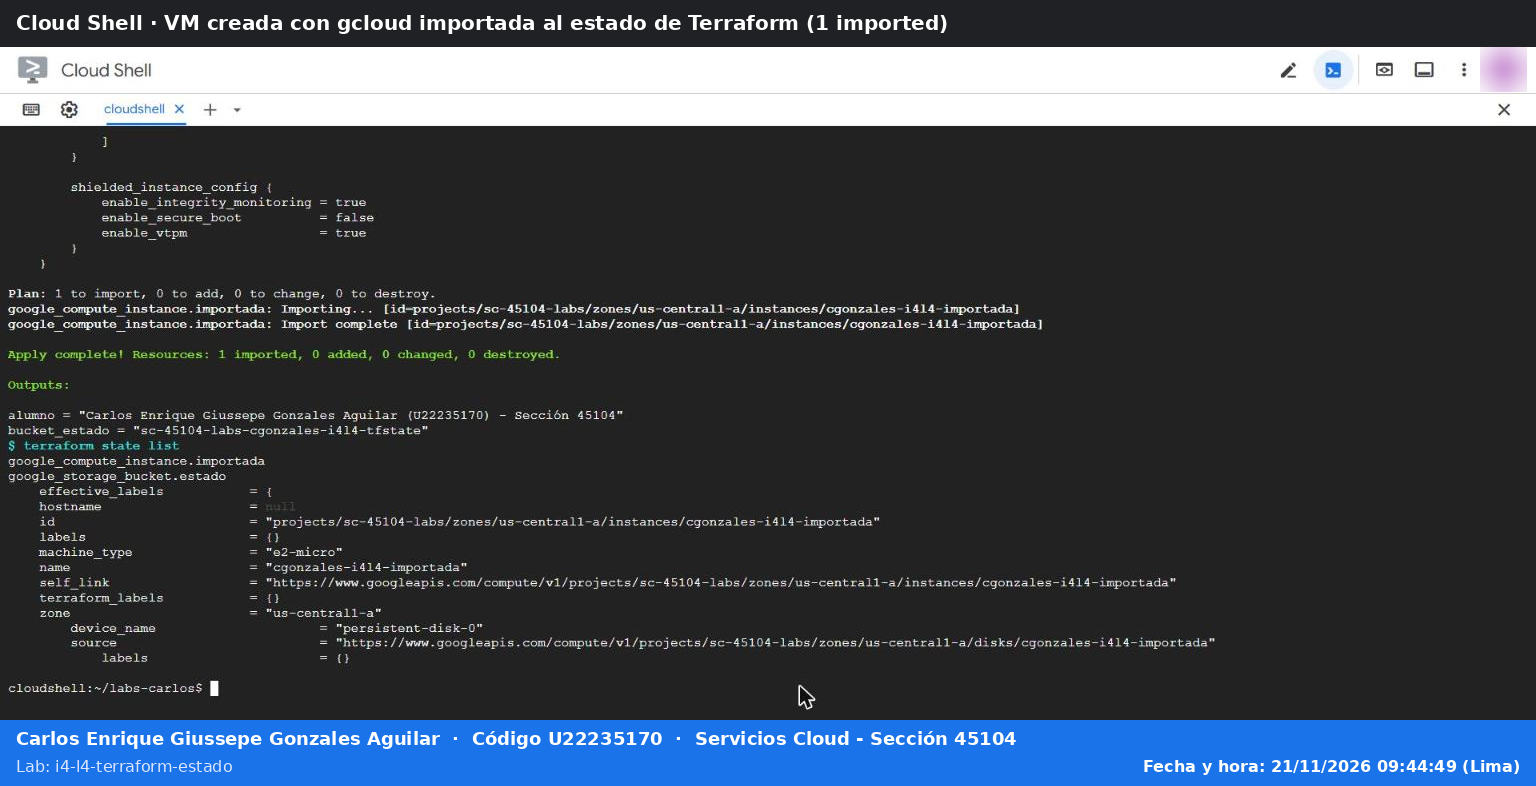 Cloud Shell · VM creada con gcloud importada al estado de Terraform (1 imported)
Cloud Shell
cloudshell
]
}
shielded_instance_config {
enable_integrity_monitoring = true
enable_secure_boot = false
enable_vtpm = true
}
}
Plan: 1 to import, 0 to add, 0 to change, 0 to destroy.
google_compute_instance.importada: Importing... [id=projects/sc-45104-labs/zones/us-central1-a/instances/cgonzales-i4l4-importada]
google_compute_instance.importada: Import complete [id=projects/sc-45104-labs/zones/us-central1-a/instances/cgonzales-i4l4-importada]
Apply complete! Resources: 1 imported, 0 added, 0 changed, 0 destroyed.
Outputs:
alumno = "Carlos Enrique Giussepe Gonzales Aguilar (U22235170) - Sección 45104"
bucket_estado = "sc-45104-labs-cgonzales-i4l4-tfstate"
$ terraform state list
google_compute_instance.importada
google_storage_bucket.estado
effective_labels = {
hostname = null
id = "projects/sc-45104-labs/zones/us-central1-a/instances/cgonzales-i4l4-importada"
labels = {}
machine_type = "e2-micro"
name = "cgonzales-i4l4-importada"
self_link = "https://www.googleapis.com/compute/v1/projects/sc-45104-labs/zones/us-central1-a/instances/cgonzales-i4l4-importada"
terraform_labels = {}
zone = "us-central1-a"
device_name = "persistent-disk-0"
source = "https://www.googleapis.com/compute/v1/projects/sc-45104-labs/zones/us-central1-a/disks/cgonzales-i4l4-importada"
labels = {}
cloudshell:~/labs-carlos$
Carlos Enrique Giussepe Gonzales Aguilar · Código U22235170 · Servicios Cloud - Sección 45104
Lab: i4-l4-terraform-estado
Fecha y hora: 21/11/2026 09:44:49 (Lima)